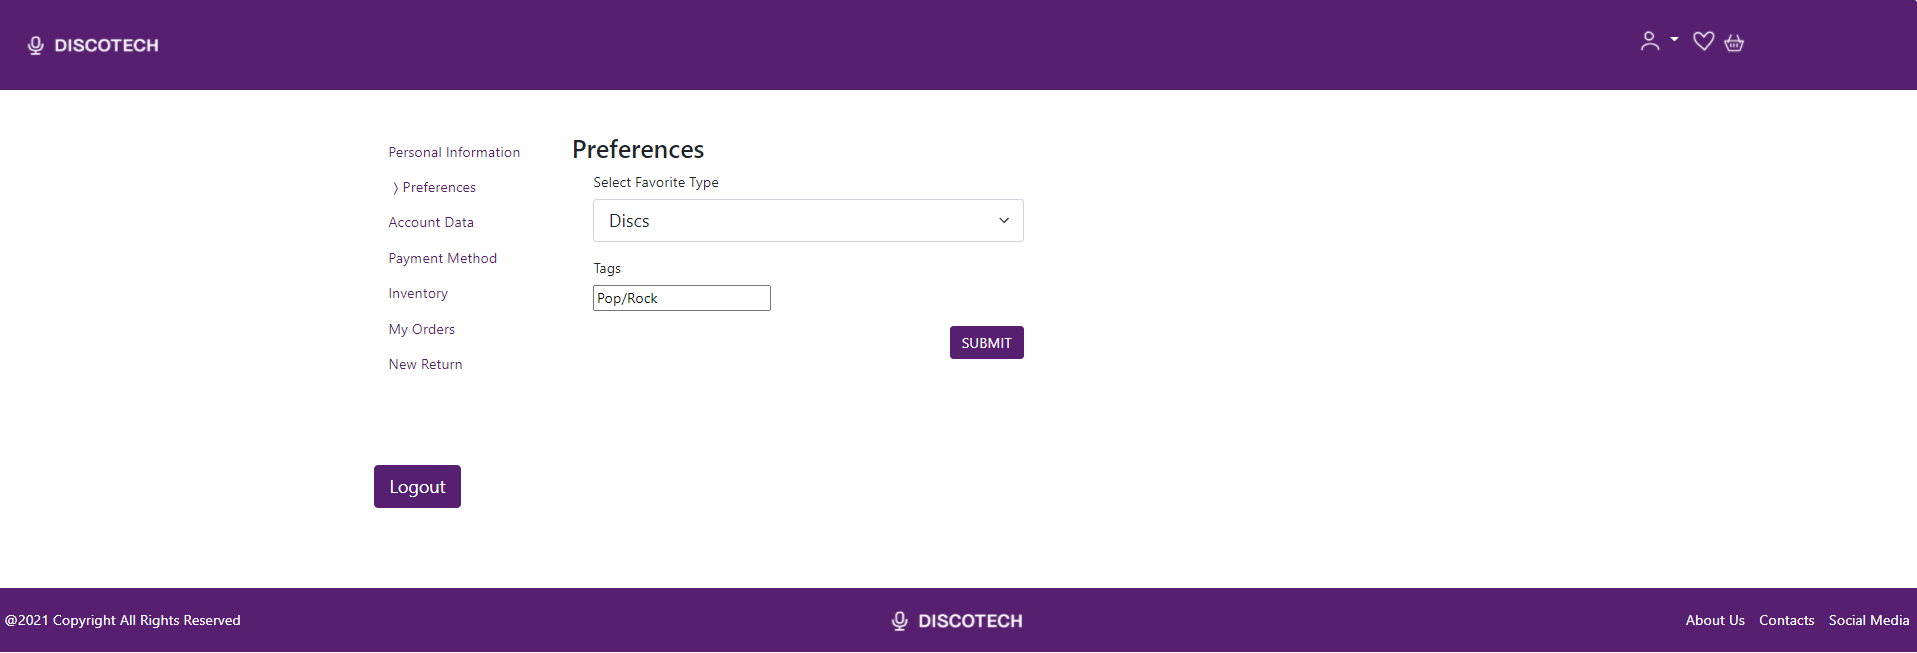 DISCOTECH
Personal Information
❭ Preferences
Account Data
Payment Method
Inventory
My Orders
New Return
Logout
Preferences
Select Favorite Type
Discs
Tags
Pop/Rock
SUBMIT
@2021 Copyright All Rights Reserved
DISCOTECH
About Us Contacts Social Media